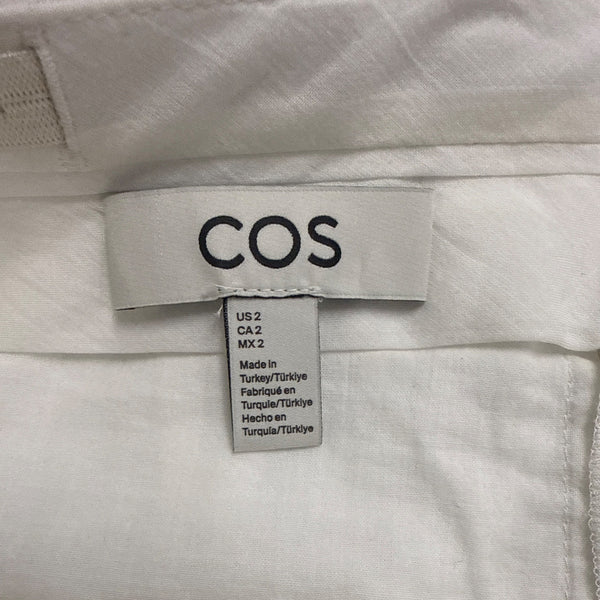 COS
US 2
CA 2
MX 2
Made in
Turkey/Türkiye
Fabriqué en
Turquie/Türkiye
Hecho en
Turquía/Türkiye